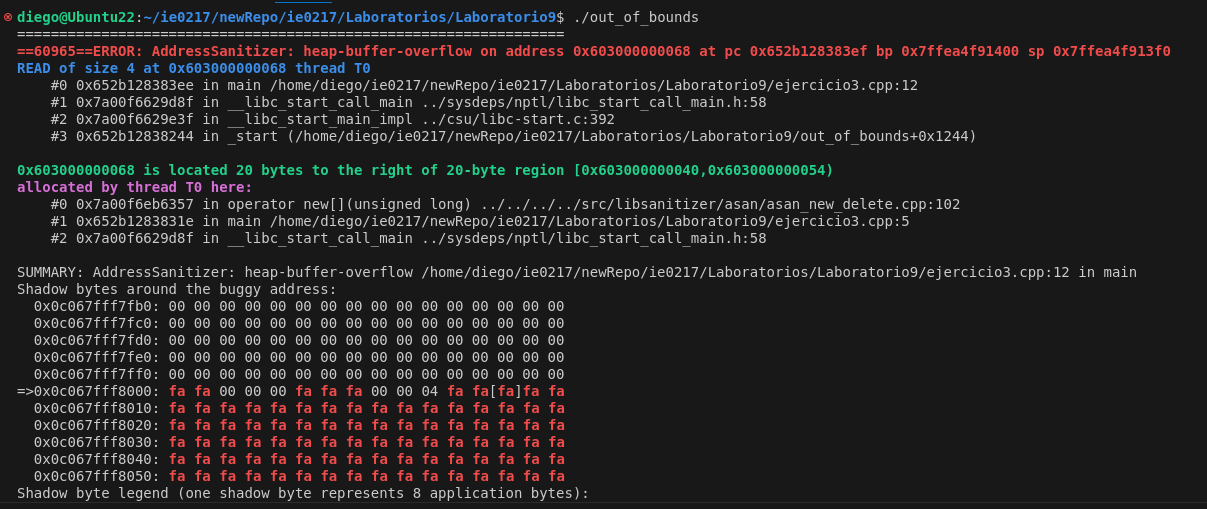 diego@Ubuntu22:~/ie0217/newRepo/ie0217/Laboratorios/Laboratorio9$ ./out_of_bounds
=================================================================
==60965==ERROR: AddressSanitizer: heap-buffer-overflow on address 0x603000000068 at pc 0x652b128383ef bp 0x7ffea4f91400 sp 0x7ffea4f913f0
READ of size 4 at 0x603000000068 thread T0
    #0 0x652b128383ee in main /home/diego/ie0217/newRepo/ie0217/Laboratorios/Laboratorio9/ejercicio3.cpp:12
    #1 0x7a00f6629d8f in __libc_start_call_main ../sysdeps/nptl/libc_start_call_main.h:58
    #2 0x7a00f6629e3f in __libc_start_main_impl ../csu/libc-start.c:392
    #3 0x652b12838244 in _start (/home/diego/ie0217/newRepo/ie0217/Laboratorios/Laboratorio9/out_of_bounds+0x1244)

0x603000000068 is located 20 bytes to the right of 20-byte region [0x603000000040,0x603000000054)
allocated by thread T0 here:
    #0 0x7a00f6eb6357 in operator new[](unsigned long) ../../../../src/libsanitizer/asan/asan_new_delete.cpp:102
    #1 0x652b1283831e in main /home/diego/ie0217/newRepo/ie0217/Laboratorios/Laboratorio9/ejercicio3.cpp:5
    #2 0x7a00f6629d8f in __libc_start_call_main ../sysdeps/nptl/libc_start_call_main.h:58

SUMMARY: AddressSanitizer: heap-buffer-overflow /home/diego/ie0217/newRepo/ie0217/Laboratorios/Laboratorio9/ejercicio3.cpp:12 in main
Shadow bytes around the buggy address:
  0x0c067fff7fb0: 00 00 00 00 00 00 00 00 00 00 00 00 00 00 00 00
  0x0c067fff7fc0: 00 00 00 00 00 00 00 00 00 00 00 00 00 00 00 00
  0x0c067fff7fd0: 00 00 00 00 00 00 00 00 00 00 00 00 00 00 00 00
  0x0c067fff7fe0: 00 00 00 00 00 00 00 00 00 00 00 00 00 00 00 00
  0x0c067fff7ff0: 00 00 00 00 00 00 00 00 00 00 00 00 00 00 00 00
=>0x0c067fff8000: fa fa 00 00 00 fa fa fa 00 00 04 fa fa[fa]fa fa
  0x0c067fff8010: fa fa fa fa fa fa fa fa fa fa fa fa fa fa fa fa
  0x0c067fff8020: fa fa fa fa fa fa fa fa fa fa fa fa fa fa fa fa
  0x0c067fff8030: fa fa fa fa fa fa fa fa fa fa fa fa fa fa fa fa
  0x0c067fff8040: fa fa fa fa fa fa fa fa fa fa fa fa fa fa fa fa
  0x0c067fff8050: fa fa fa fa fa fa fa fa fa fa fa fa fa fa fa fa
Shadow byte legend (one shadow byte represents 8 application bytes):